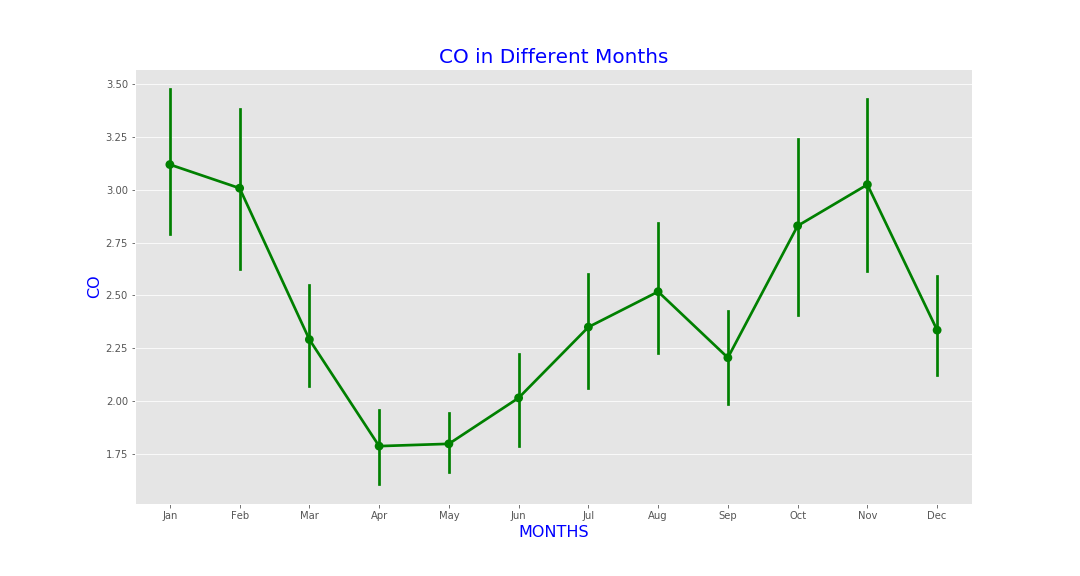 CO in Different Months
3.50
3.25
3.00
2.75
2.50
2.25
2.00
1.75
CO
Jan Feb Mar Apr May Jun Jul Aug Sep Oct Nov Dec
MONTHS